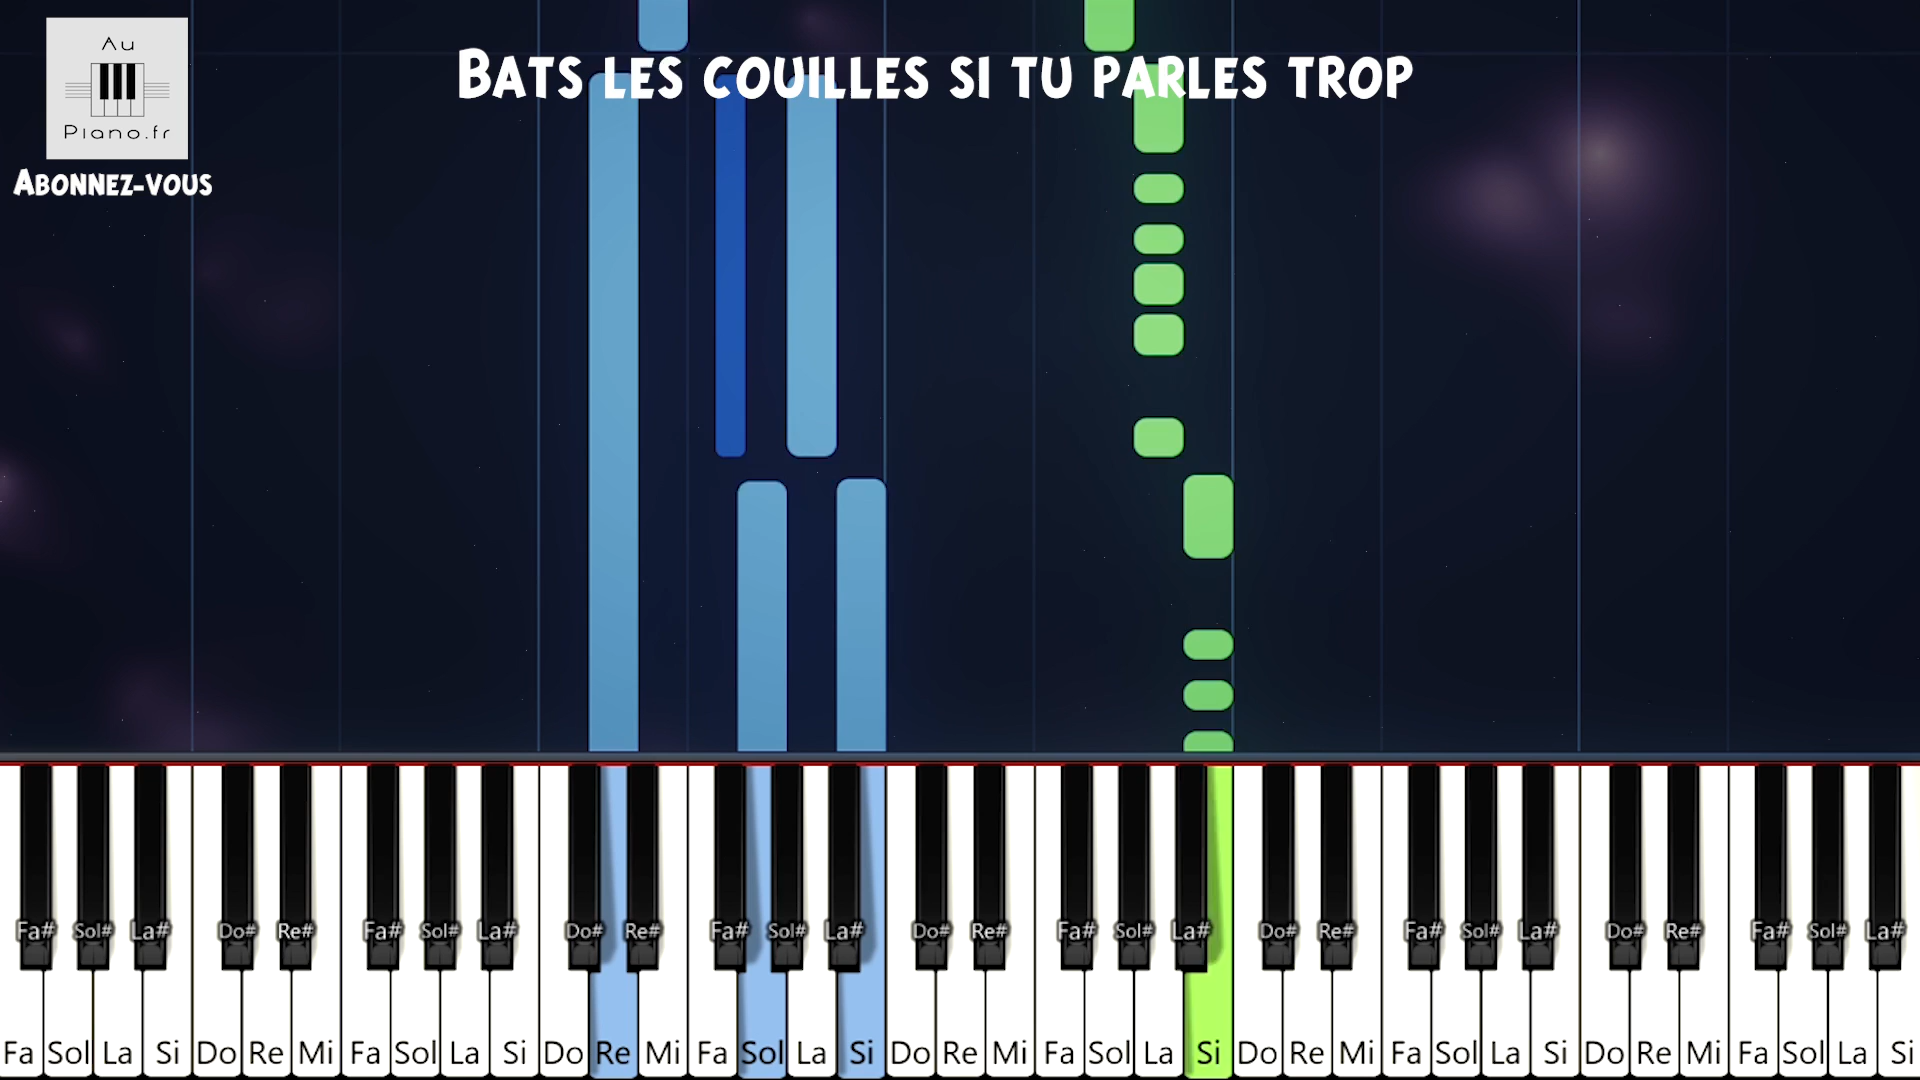 Au
Piano.fr
BATS LES COUILLES SI TU PARLES TROP
ABONNEZ-VOUS
Fa# Sol# La# Do# Re# Fa# Sol# La# Do# Re# Fa# Sol# La# Do# Re# Fa# Sol# La# Do# Re# Fa# Sol# La# Do# Re# Fa# Sol# La#
Fa Sol La Si Do Re Mi Fa Sol La Si Do Re Mi Fa Sol La Si Do Re Mi Fa Sol La Si Do Re Mi Fa Sol La Si Do Re Mi Fa Sol La Si